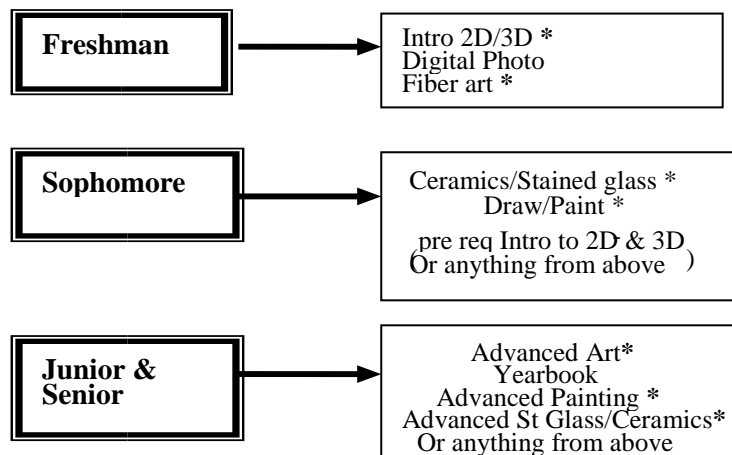 Freshman
Intro 2D/3D *
Digital Photo
Fiber art *
Sophomore
Ceramics/Stained glass *
Draw/Paint *
(pre req Intro to 2D & 3D
Or anything from above )
Junior &
Senior
Advanced Art*
Yearbook
Advanced Painting *
Advanced St Glass/Ceramics*
Or anything from above